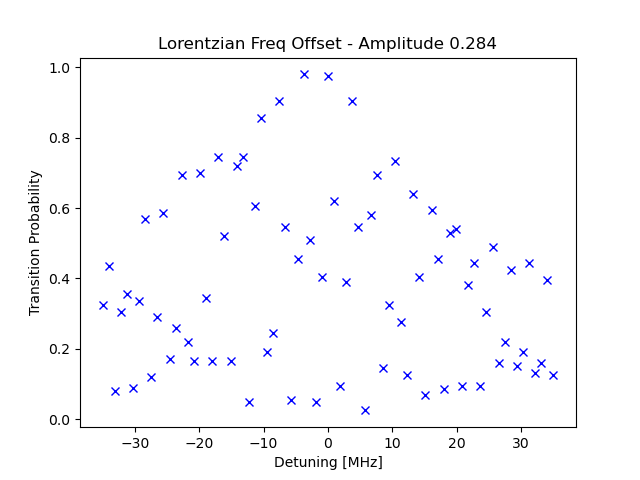 Lorentzian Freq Offset - Amplitude 0.284
1.0
0.8
0.6
0.4
0.2
0.0
Transition Probability
−30 −20 −10 0 10 20 30
Detuning [MHz]